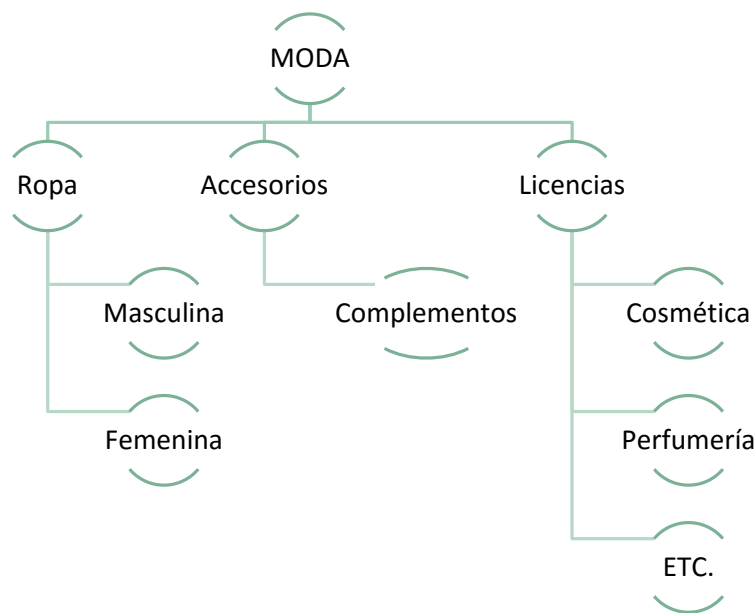 MODA
Ropa
Accesorios
Licencias
Masculina
Complementos
Cosmética
Femenina
Perfumería
ETC.